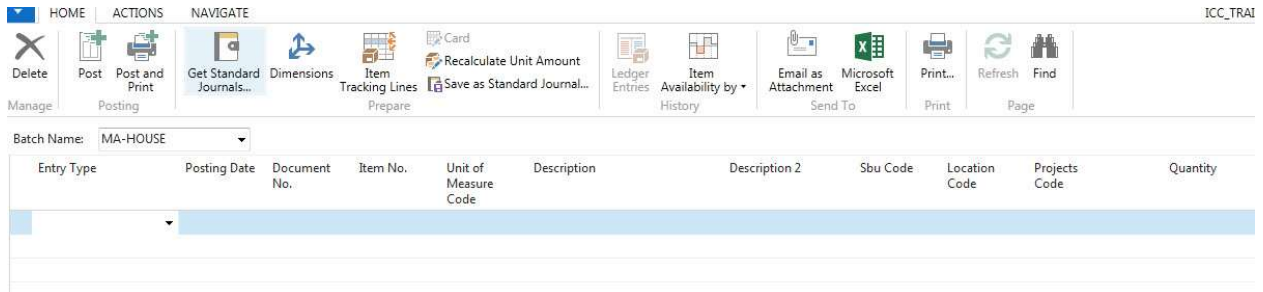 HOME ACTIONS NAVIGATE ICC_TRAI
Card
Recalculate Unit Amount
Save as Standard Journal...
Delete Post Post and Print Get Standard Journals... Dimensions Item Tracking Lines Ledger Entries Item Availability by Email as Attachment Microsoft Excel Print... Refresh Find
Manage Posting Prepare History Send To Print Page
Batch Name: MA-HOUSE
Entry Type Posting Date Document No. Item No. Unit of Measure Code Description Description 2 Sbu Code Location Code Projects Code Quantity